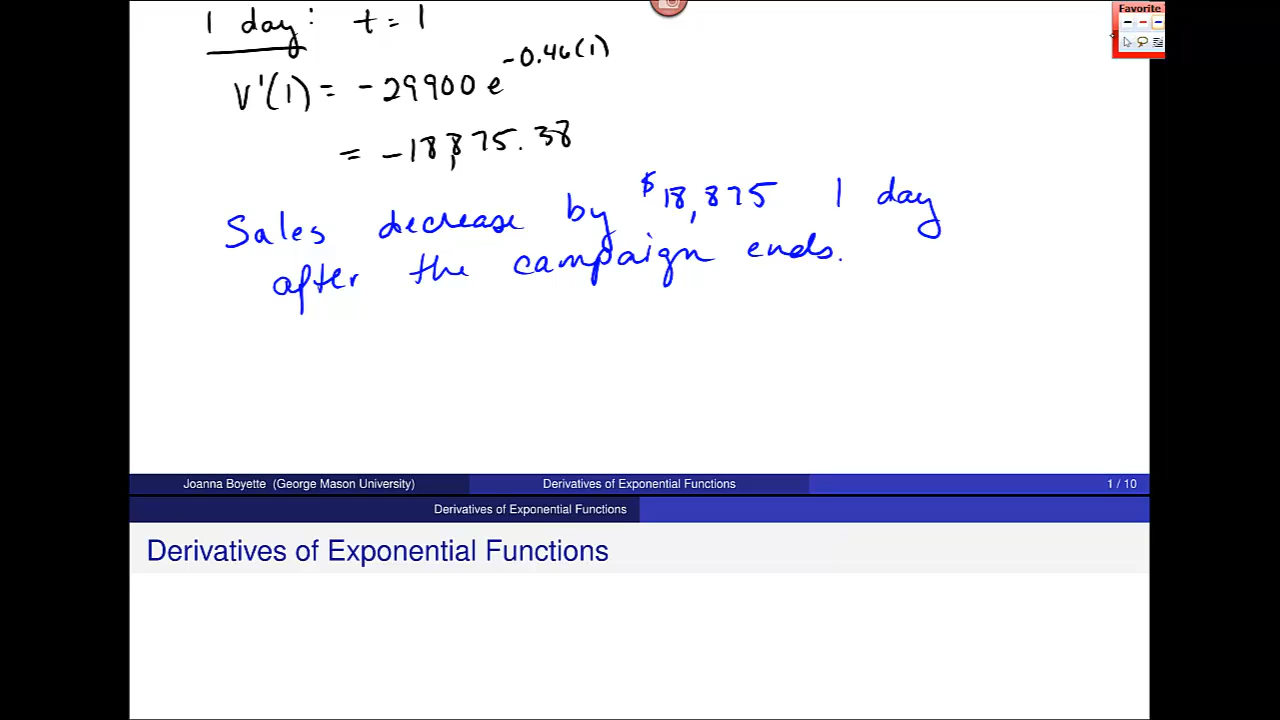 Favorite
1 day: t = 1
V'(1) = -29900 e^-0.46(1)
= -18,875.38
Sales decrease by $18,875 1 day
after the campaign ends.
Joanna Boyette (George Mason University) Derivatives of Exponential Functions 1 / 10
Derivatives of Exponential Functions
Derivatives of Exponential Functions